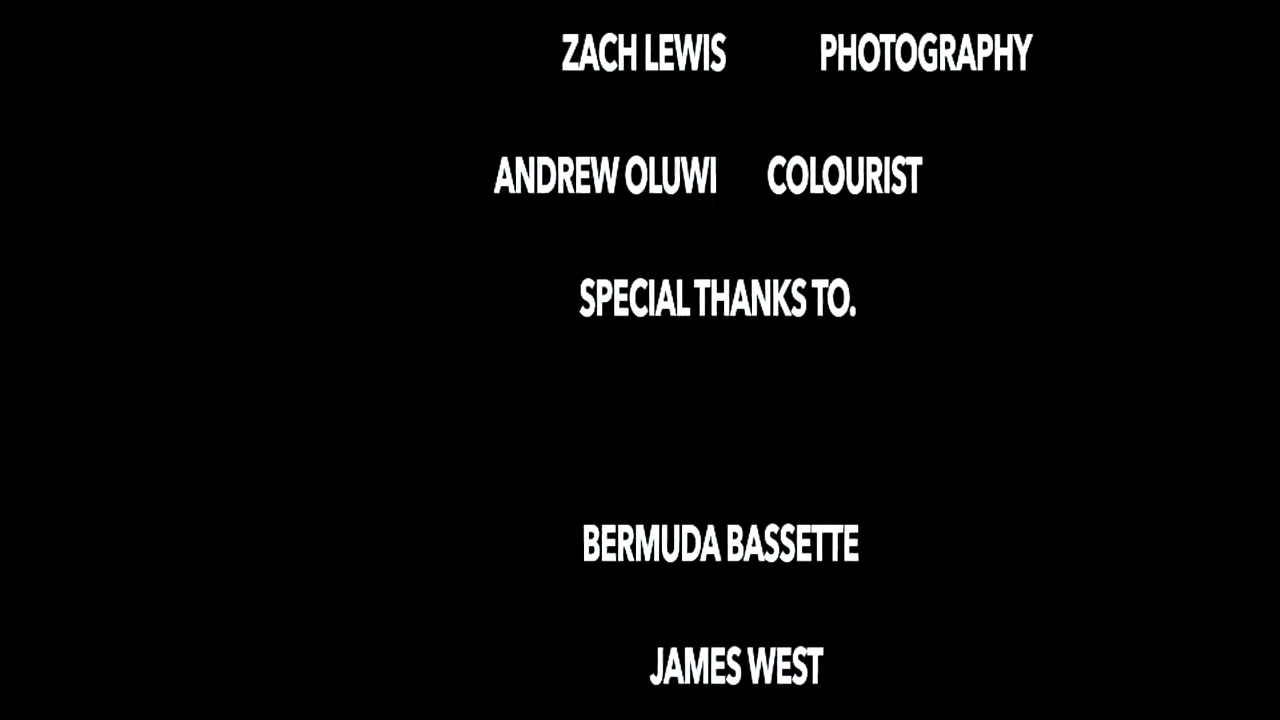 ZACH LEWIS PHOTOGRAPHY
ANDREW OLUWI COLOURIST
SPECIAL THANKS TO.
BERMUDA BASSETTE
JAMES WEST